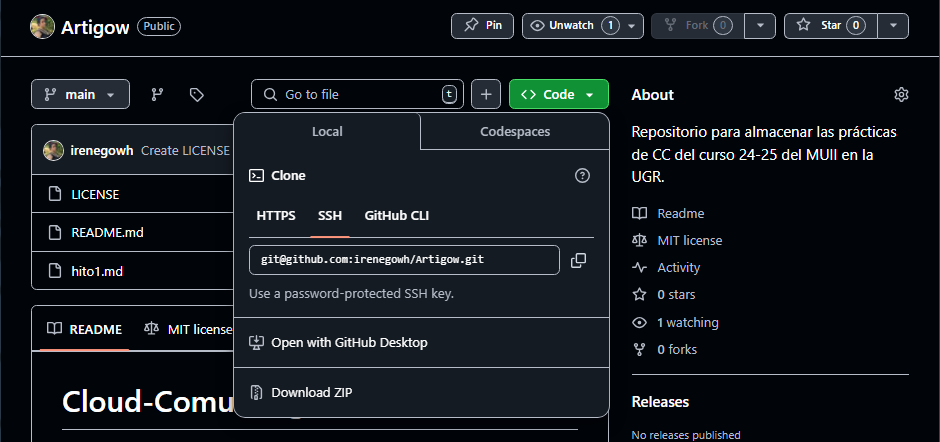 Artigow Public Pin Unwatch 1 Fork 0 Star 0
main Go to file t Code
irenegowh Create LICENSE
LICENSE
README.md
hito1.md
README MIT license
Local Codespaces
Clone
HTTPS SSH GitHub CLI
git@github.com:irenegowh/Artigow.git
Use a password-protected SSH key.
Open with GitHub Desktop
Download ZIP
About
Repositorio para almacenar las prácticas
de CC del curso 24-25 del MUII en la
UGR.
Readme
MIT license
Activity
0 stars
1 watching
0 forks
Releases
No releases published